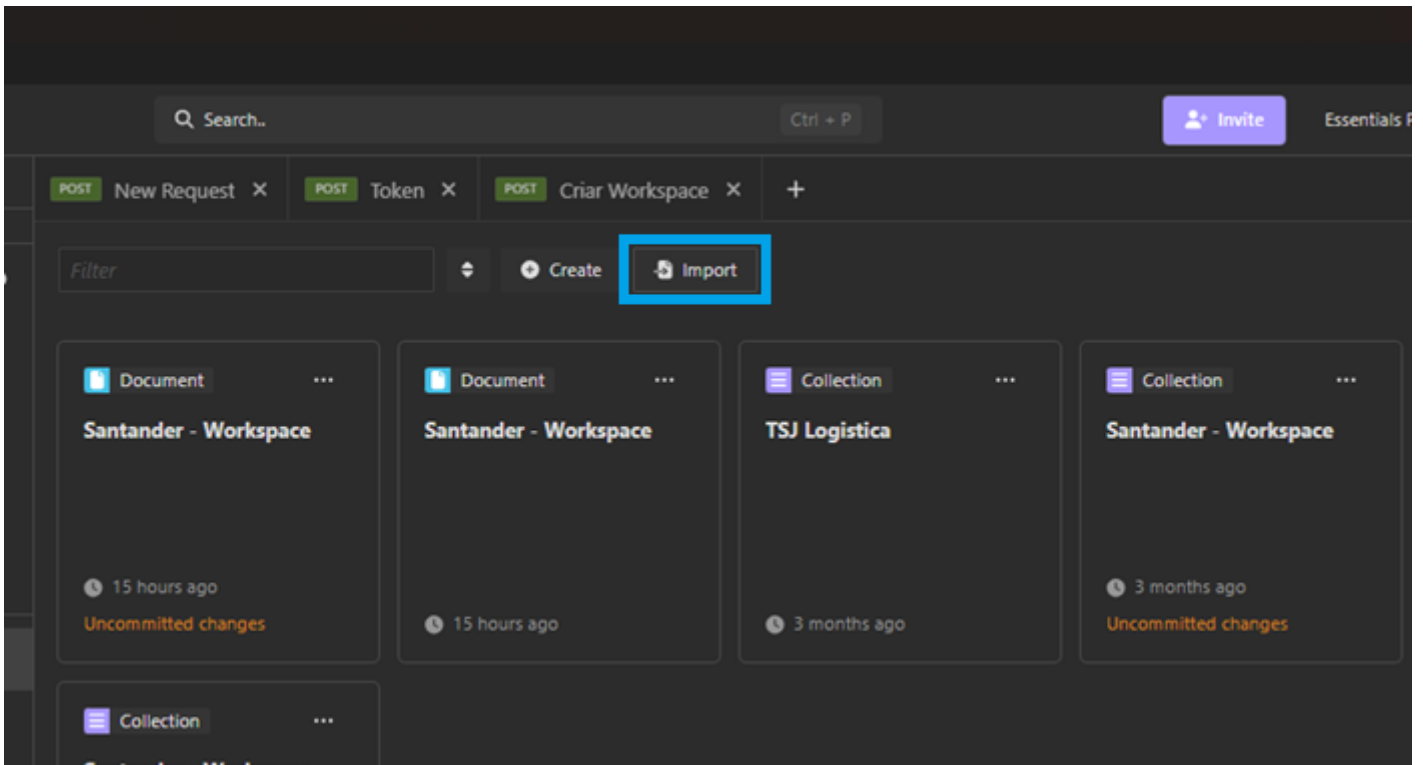 Search.. Ctrl + P Invite Essentials P
POST New Request × POST Token × POST Criar Workspace × +
Filter Create Import
Document ... Document ... Collection ... Collection ...
Santander - Workspace Santander - Workspace TSJ Logistica Santander - Workspace
15 hours ago 3 months ago
Uncommitted changes 15 hours ago 3 months ago Uncommitted changes
Collection ...